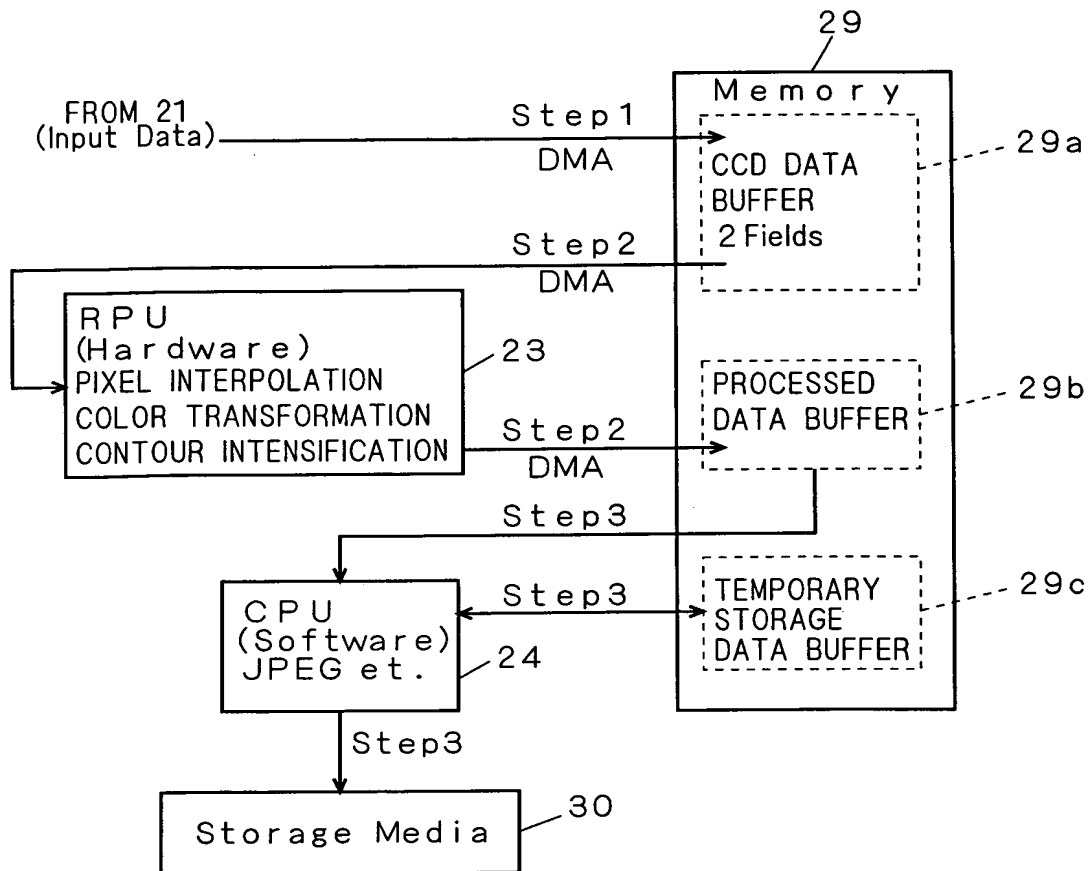 29
Memory
FROM 21
(Input Data)
Step1
DMA
29a
CCD DATA
BUFFER
2 Fields
Step2
DMA
RPU
(Hardware)
PIXEL INTERPOLATION
COLOR TRANSFORMATION
CONTOUR INTENSIFICATION
23
Step2
DMA
PROCESSED
DATA BUFFER
29b
Step3
CPU
(Software)
JPEG et.
24
Step3
TEMPORARY
STORAGE
DATA BUFFER
29c
Step3
Storage Media
30